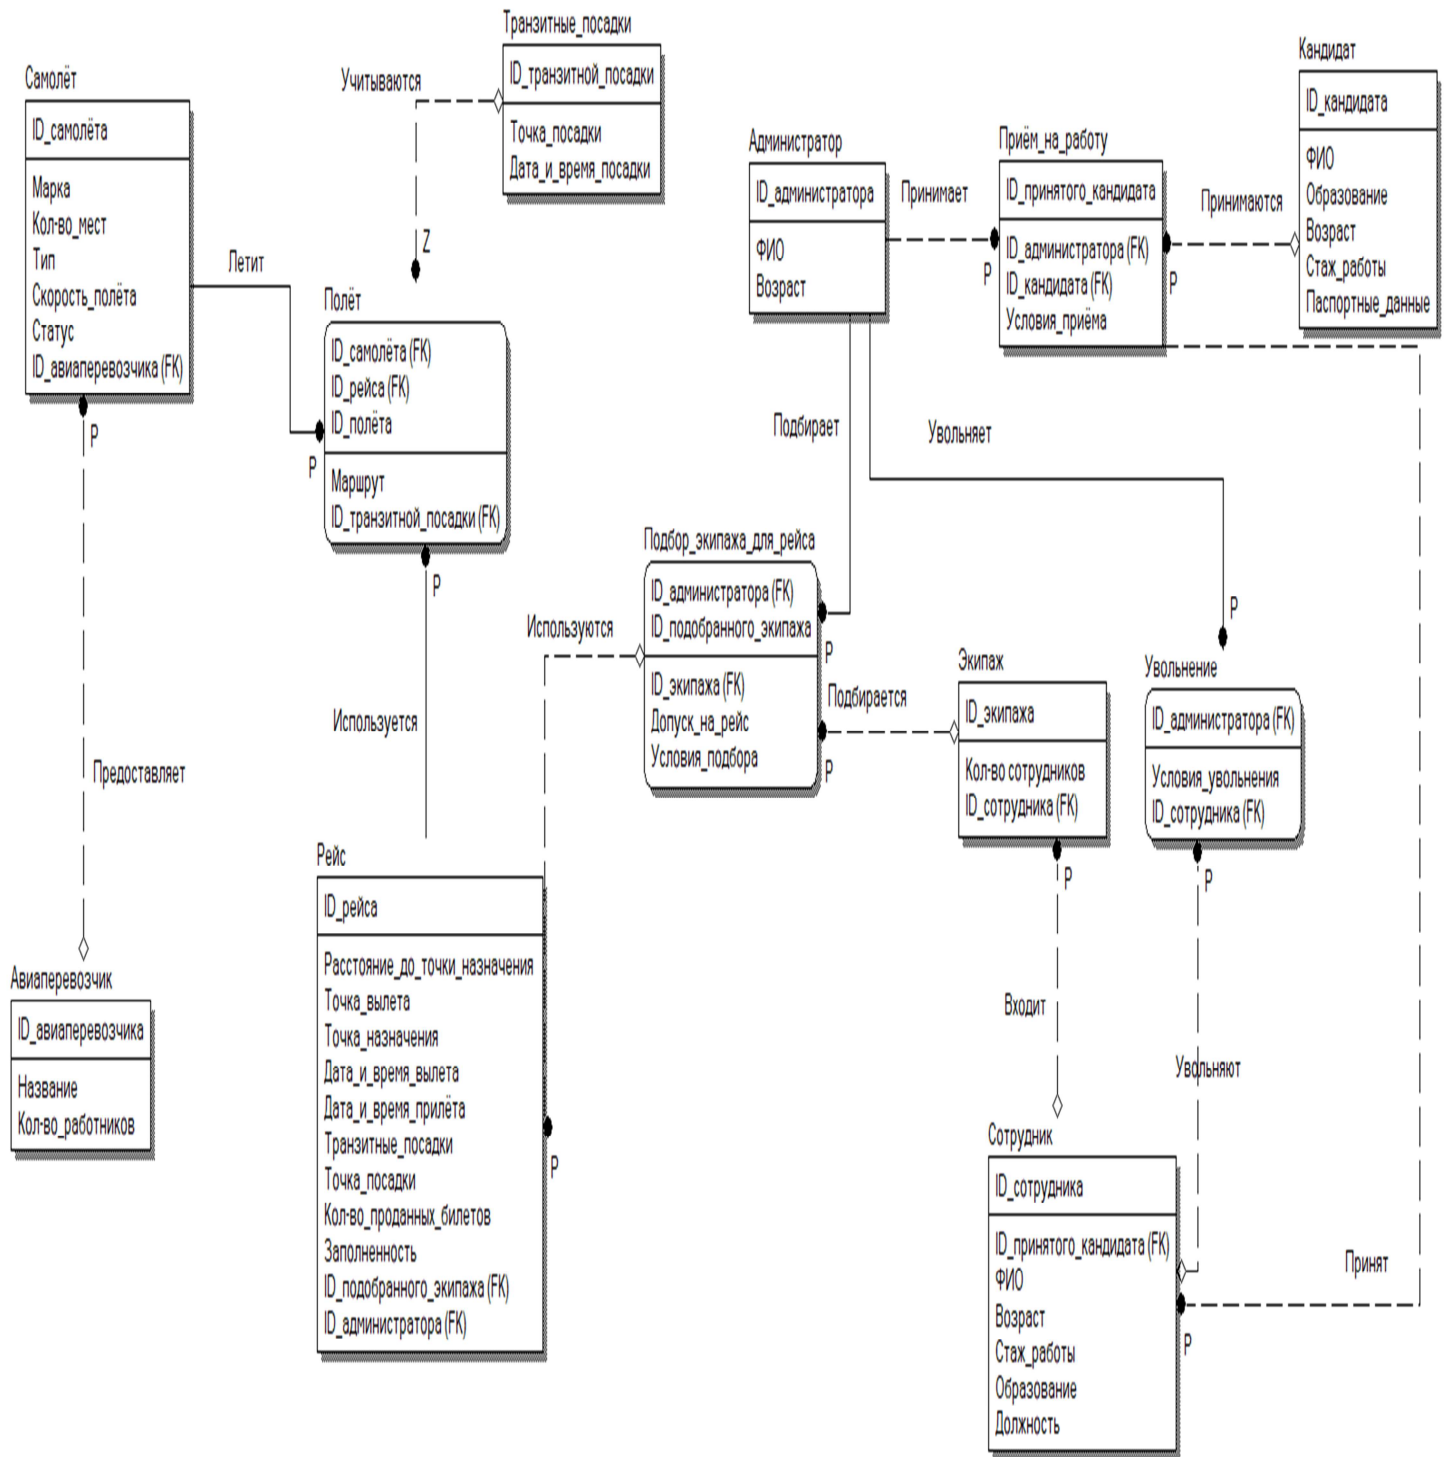 Транзитные_посадки
ID_транзитной_посадки
Точка_посадки
Дата_и_время_посадки
Учитываются
Z
Самолёт
ID_самолёта
Марка
Кол-во_мест
Тип
Скорость_полёта
Статус
ID_авиаперевозчика (FK)
P
Летит
P
Полёт
ID_самолёта (FK)
ID_рейса (FK)
ID_полёта
Маршрут
ID_транзитной_посадки (FK)
P
Администратор
ID_администратора
ФИО
Возраст
Принимает
P
Приём_на_работу
ID_принятого_кандидата
ID_администратора (FK)
ID_кандидата (FK)
Условия_приёма
Принимаются
P
Кандидат
ID_кандидата
ФИО
Образование
Возраст
Стаж_работы
Паспортные_данные
Подбирает
Увольняет
Подбор_экипажа_для_рейса
ID_администратора (FK)
ID_подобранного_экипажа
ID_экипажа (FK)
Допуск_на_рейс
Условия_подбора
P
P
Используются
Подбирается
Экипаж
ID_экипажа
Кол-во сотрудников
ID_сотрудника (FK)
P
P
Увольнение
ID_администратора (FK)
Условия_увольнения
ID_сотрудника (FK)
P
Используется
Предоставляет
Рейс
ID_рейса
Расстояние_до_точки_назначения
Точка_вылета
Точка_назначения
Дата_и_время_вылета
Дата_и_время_прилёта
Транзитные_посадки
Точка_посадки
Кол-во_проданных_билетов
Заполненность
ID_подобранного_экипажа (FK)
ID_администратора (FK)
P
Авиаперевозчик
ID_авиаперевозчика
Название
Кол-во_работников
Входит
Увольняют
Сотрудник
ID_сотрудника
ID_принятого_кандидата (FK)
ФИО
Возраст
Стаж_работы
Образование
Должность
P
Принят